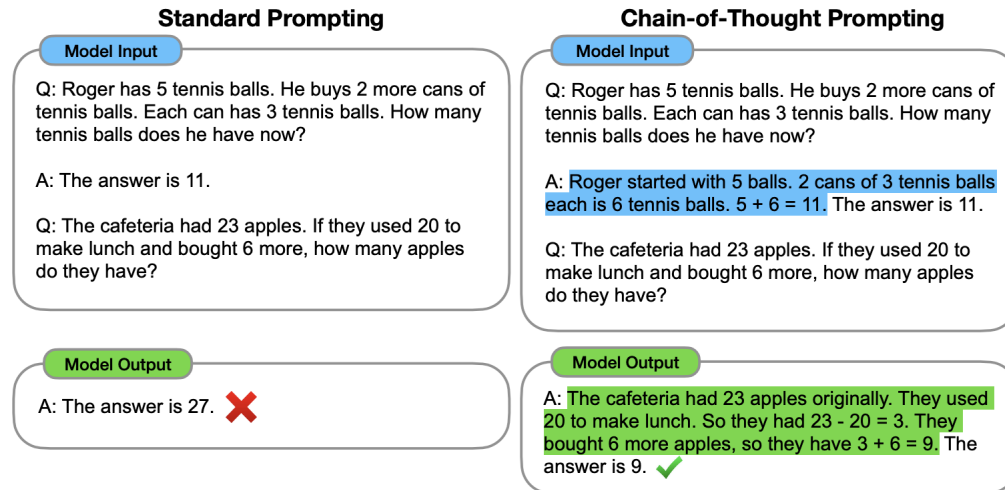 Standard Prompting
Model Input
Q: Roger has 5 tennis balls. He buys 2 more cans of
tennis balls. Each can has 3 tennis balls. How many
tennis balls does he have now?
A: The answer is 11.
Q: The cafeteria had 23 apples. If they used 20 to
make lunch and bought 6 more, how many apples
do they have?
Model Output
A: The answer is 27.
Chain-of-Thought Prompting
Model Input
Q: Roger has 5 tennis balls. He buys 2 more cans of
tennis balls. Each can has 3 tennis balls. How many
tennis balls does he have now?
A: Roger started with 5 balls. 2 cans of 3 tennis balls
each is 6 tennis balls. 5 + 6 = 11. The answer is 11.
Q: The cafeteria had 23 apples. If they used 20 to
make lunch and bought 6 more, how many apples
do they have?
Model Output
A: The cafeteria had 23 apples originally. They used
20 to make lunch. So they had 23 - 20 = 3. They
bought 6 more apples, so they have 3 + 6 = 9. The
answer is 9.